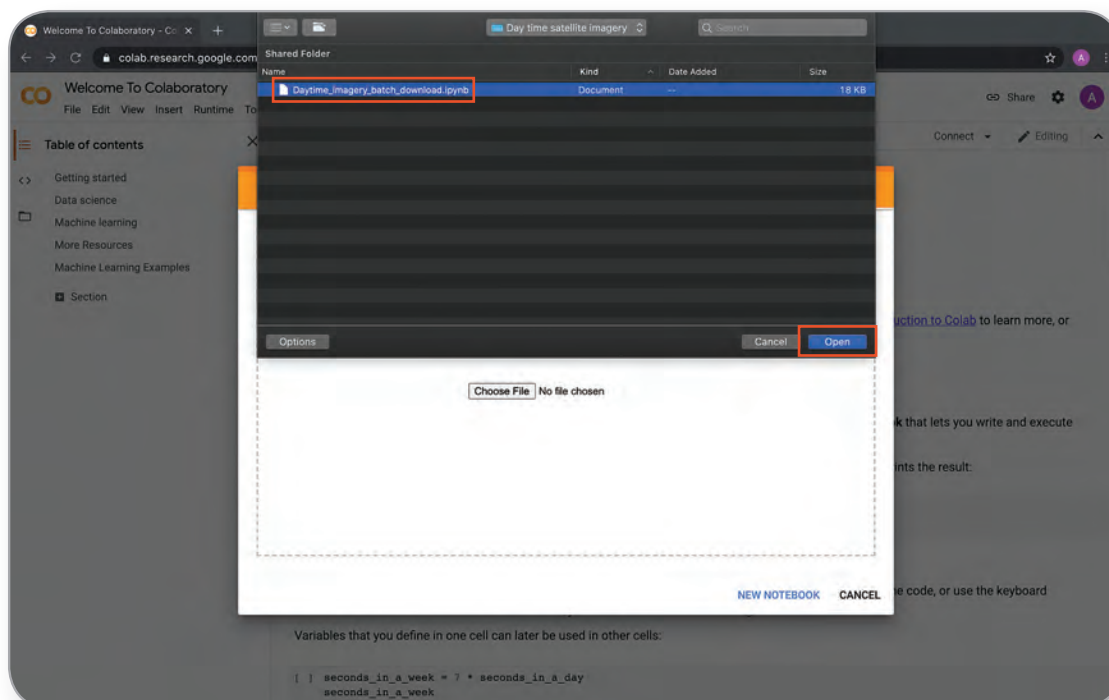 Welcome To Colaboratory - Co
Day time satellite imagery
Search
colab.research.google.com
Shared Folder
Name Kind Date Added Size
Daytime_imagery_batch_download.ipynb Document -- 18 KB
Welcome To Colaboratory
File Edit View Insert Runtime To
Share
A
Connect
Editing
Table of contents
Getting started
Data science
Machine learning
More Resources
Machine Learning Examples
Section
Options
Cancel
Open
uction to Colab to learn more, or
Choose File No file chosen
k that lets you write and execute
ints the result:
NEW NOTEBOOK CANCEL
e code, or use the keyboard
Variables that you define in one cell can later be used in other cells:
[ ] seconds_in_a_week = 7 * seconds_in_a_day
seconds_in_a_week